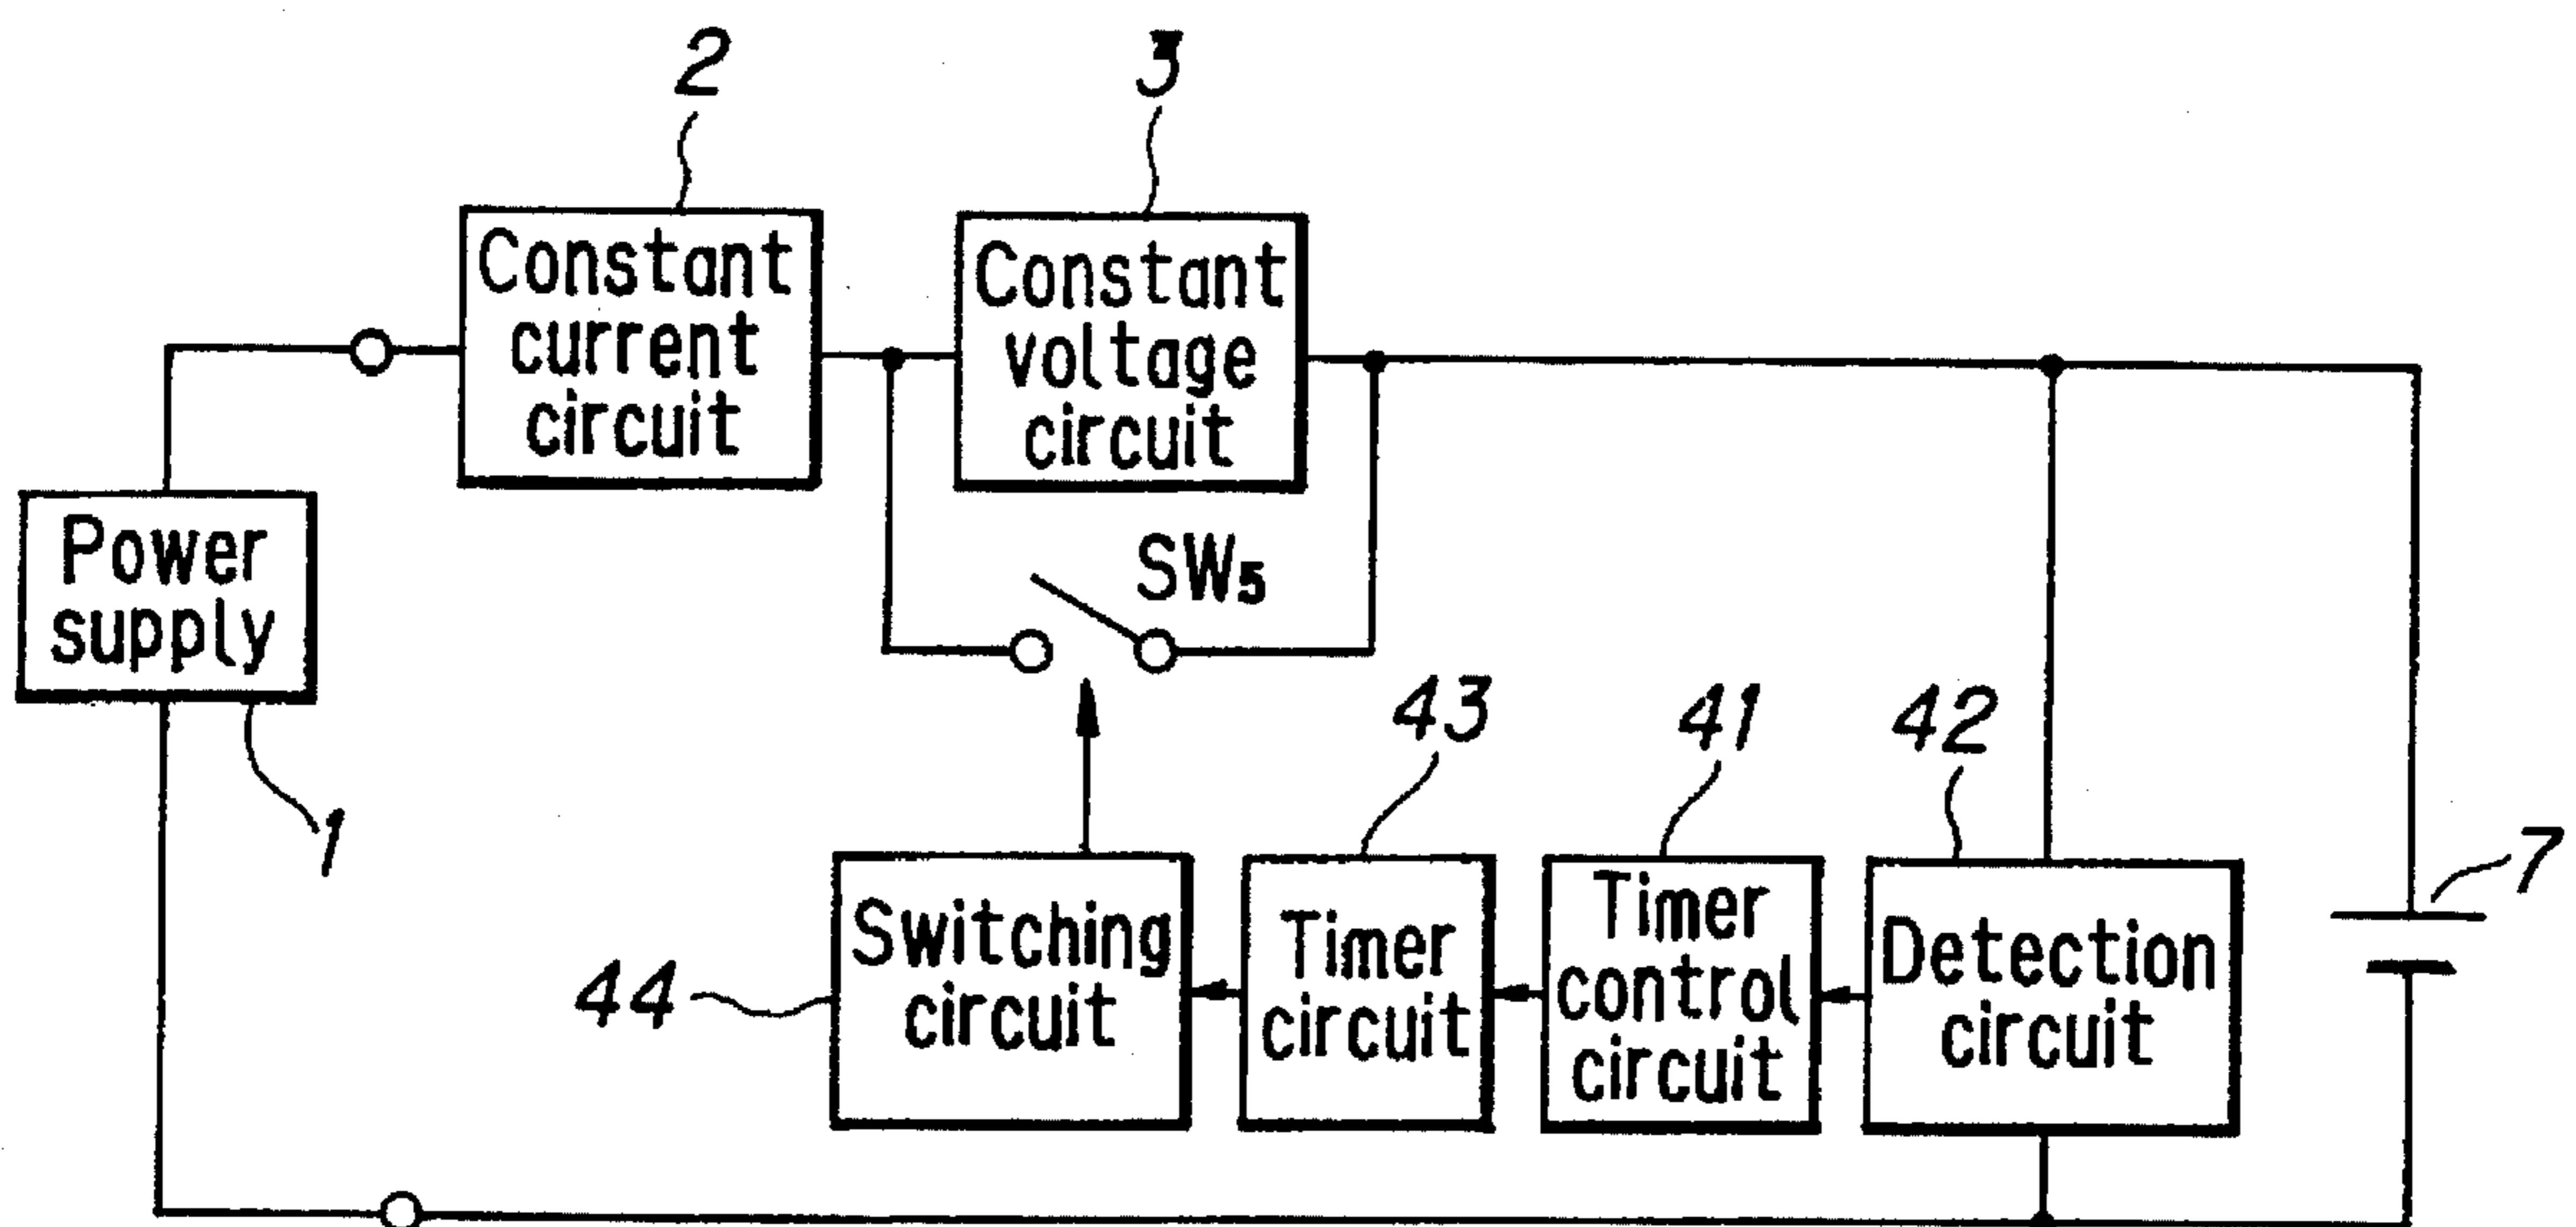 2
3
Constant
current
circuit
Constant
voltage
circuit
Power
supply
SW5
1
43
41
42
7
44
Switching
circuit
Timer
circuit
Timer
control
circuit
Detection
circuit